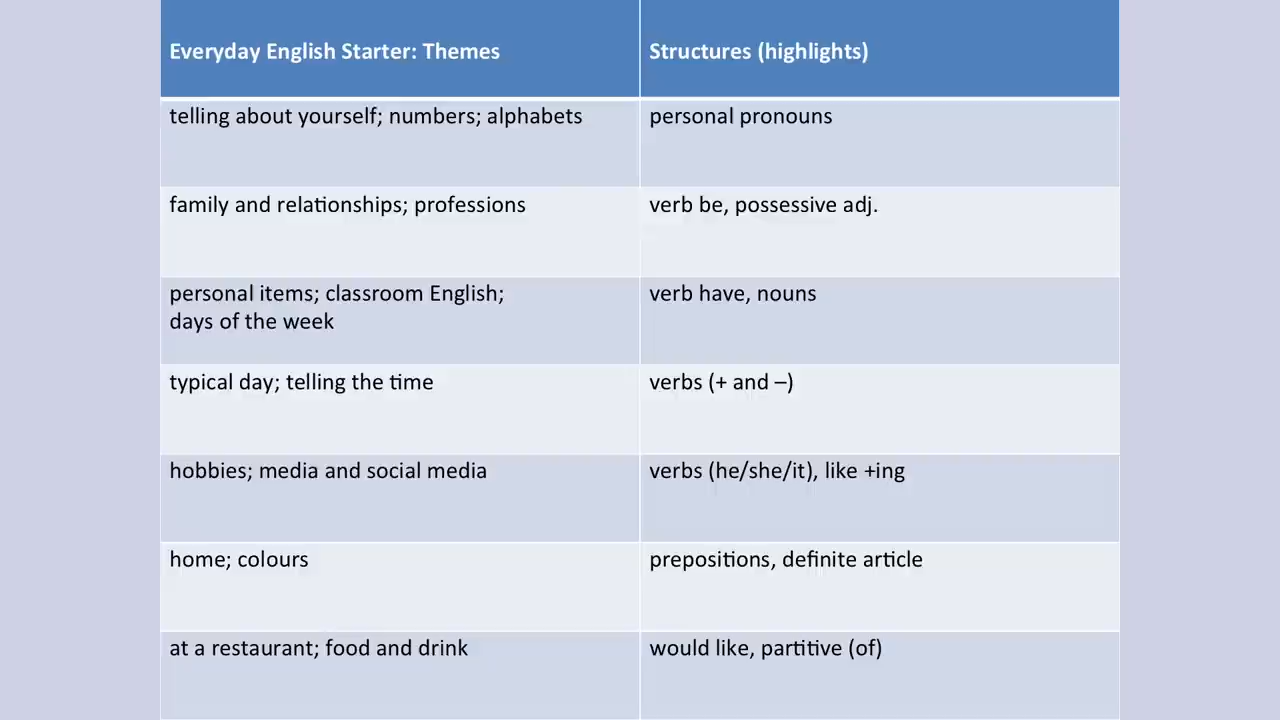 Everyday English Starter: Themes
Structures (highlights)
telling about yourself; numbers; alphabets
personal pronouns
family and relationships; professions
verb be, possessive adj.
personal items; classroom English;
days of the week
verb have, nouns
typical day; telling the time
verbs (+ and –)
hobbies; media and social media
verbs (he/she/it), like +ing
home; colours
prepositions, definite article
at a restaurant; food and drink
would like, partitive (of)